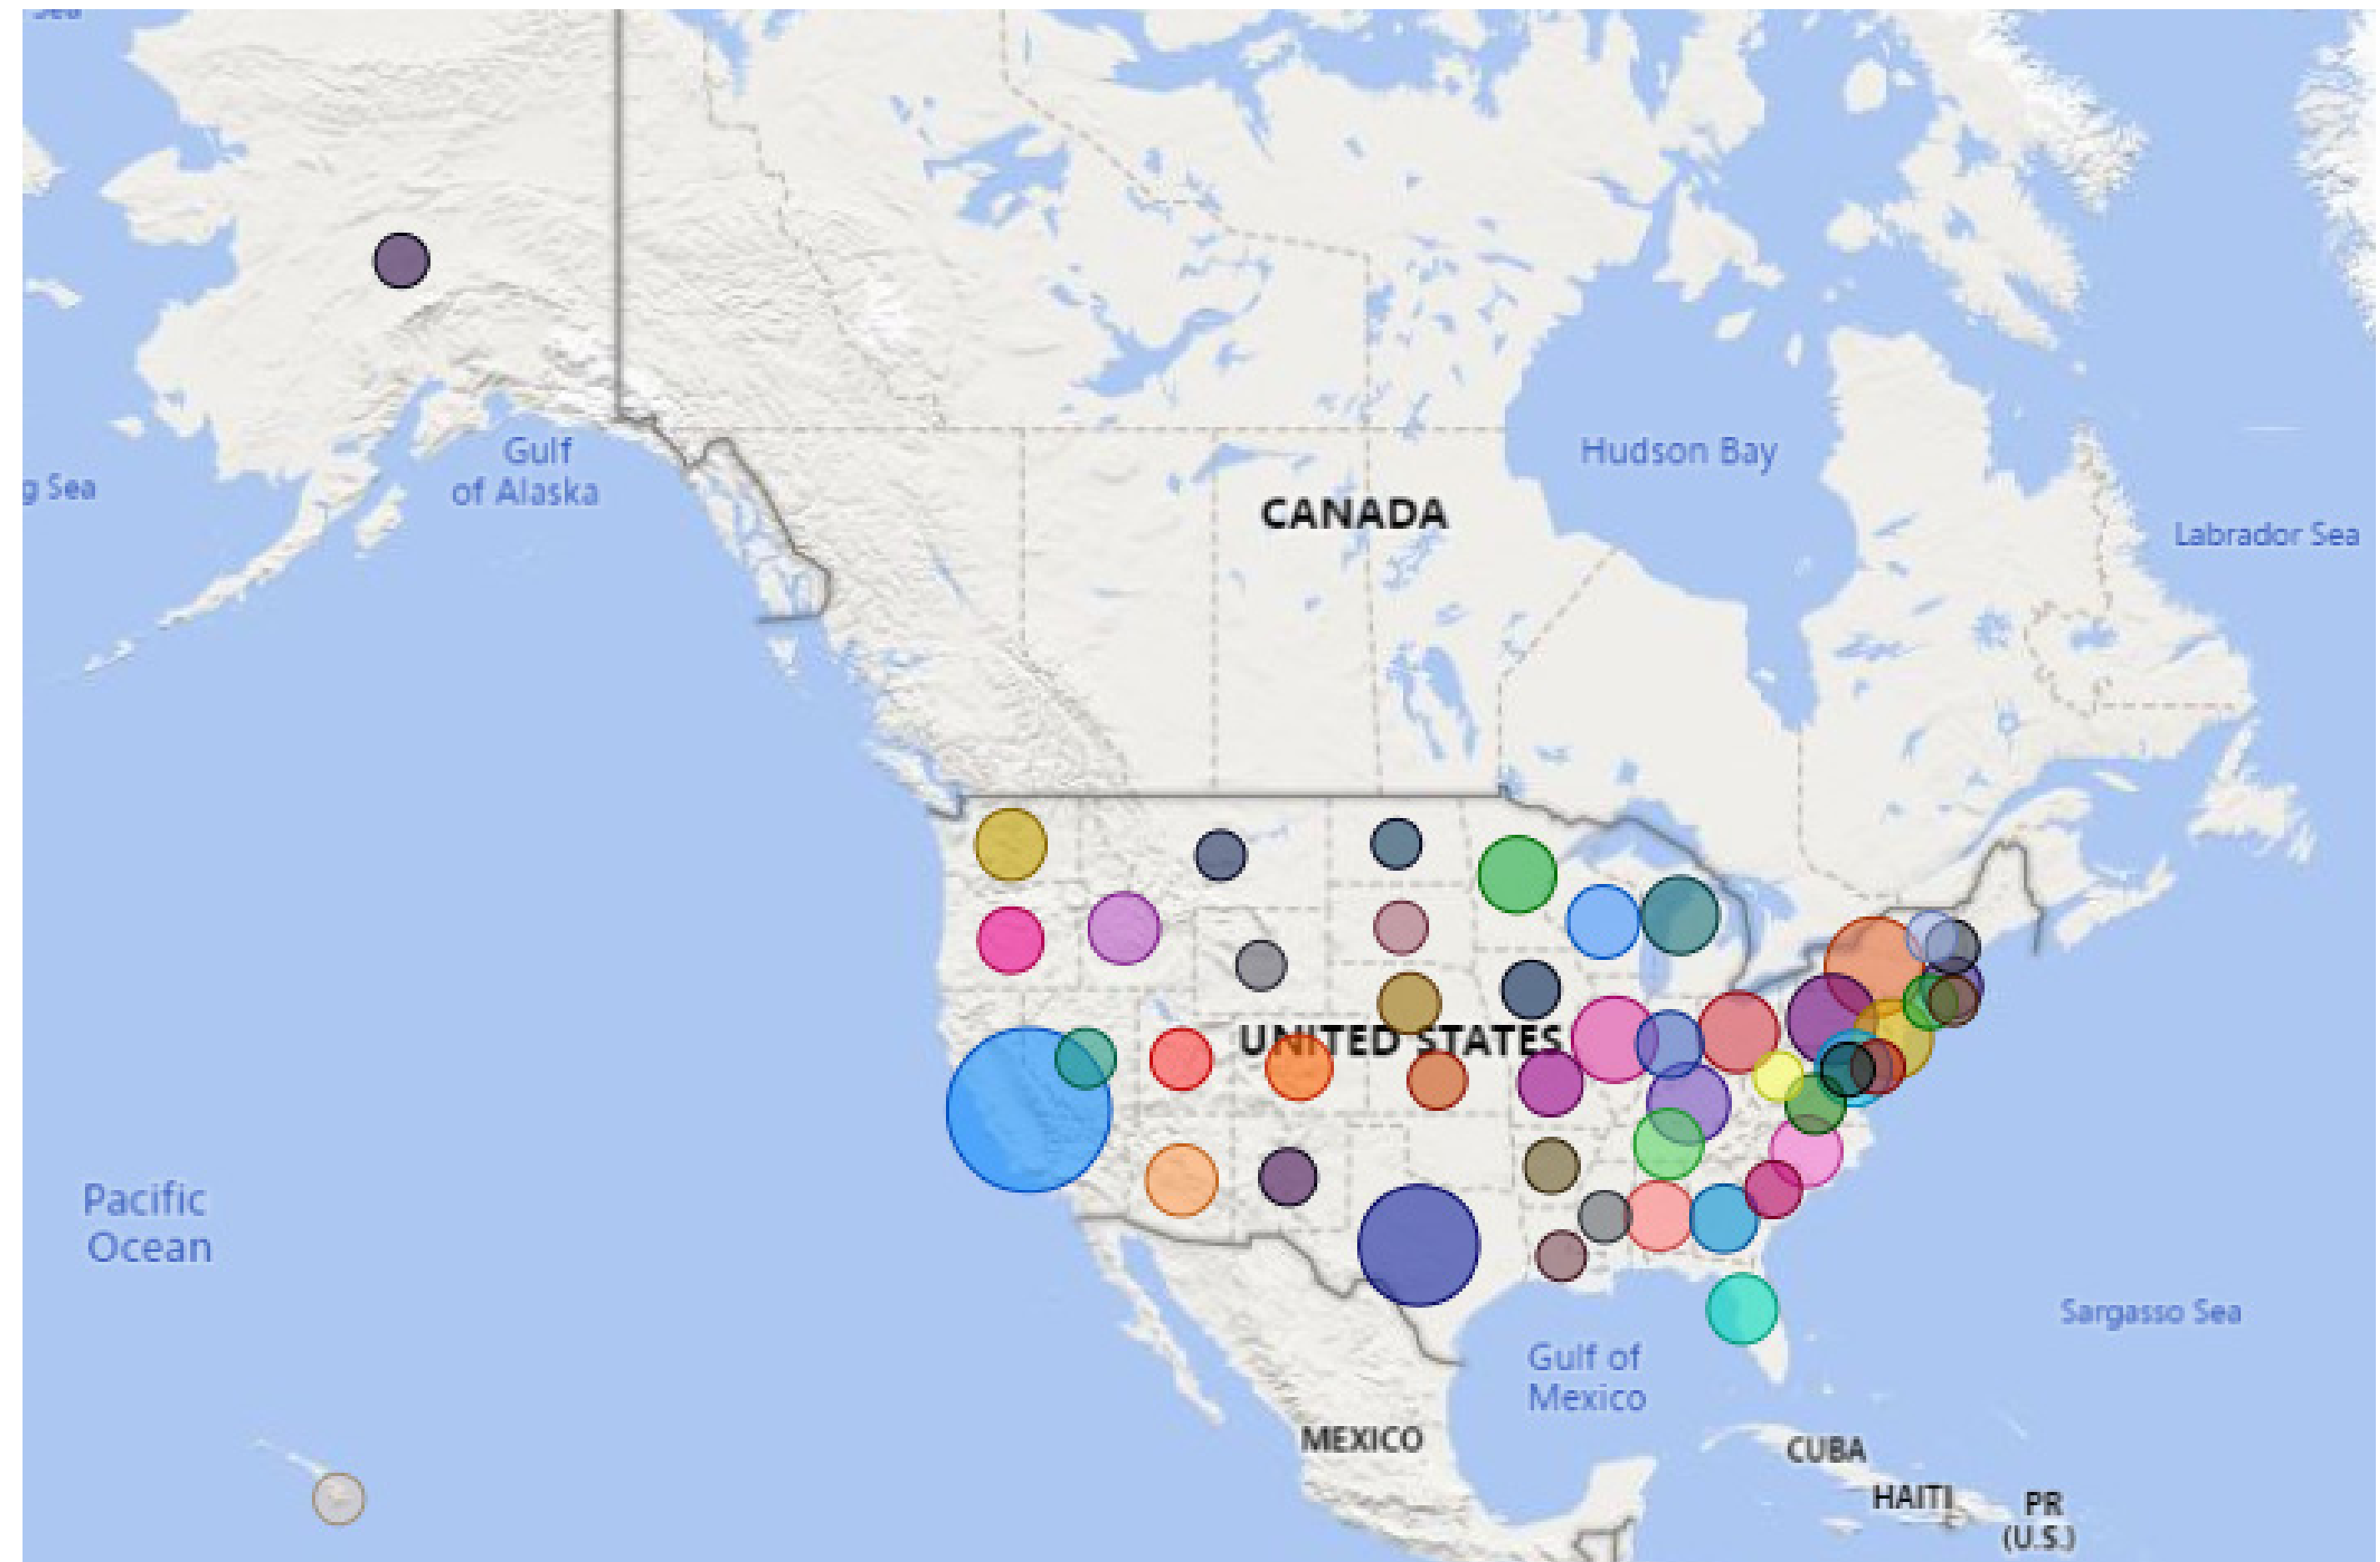 Sea
Gulf
of Alaska
g Sea
Hudson Bay
CANADA
Labrador Sea
UNITED STATES
Pacific
Ocean
Sargasso Sea
Gulf of
Mexico
MEXICO
CUBA
HAITI
PR
(U.S.)